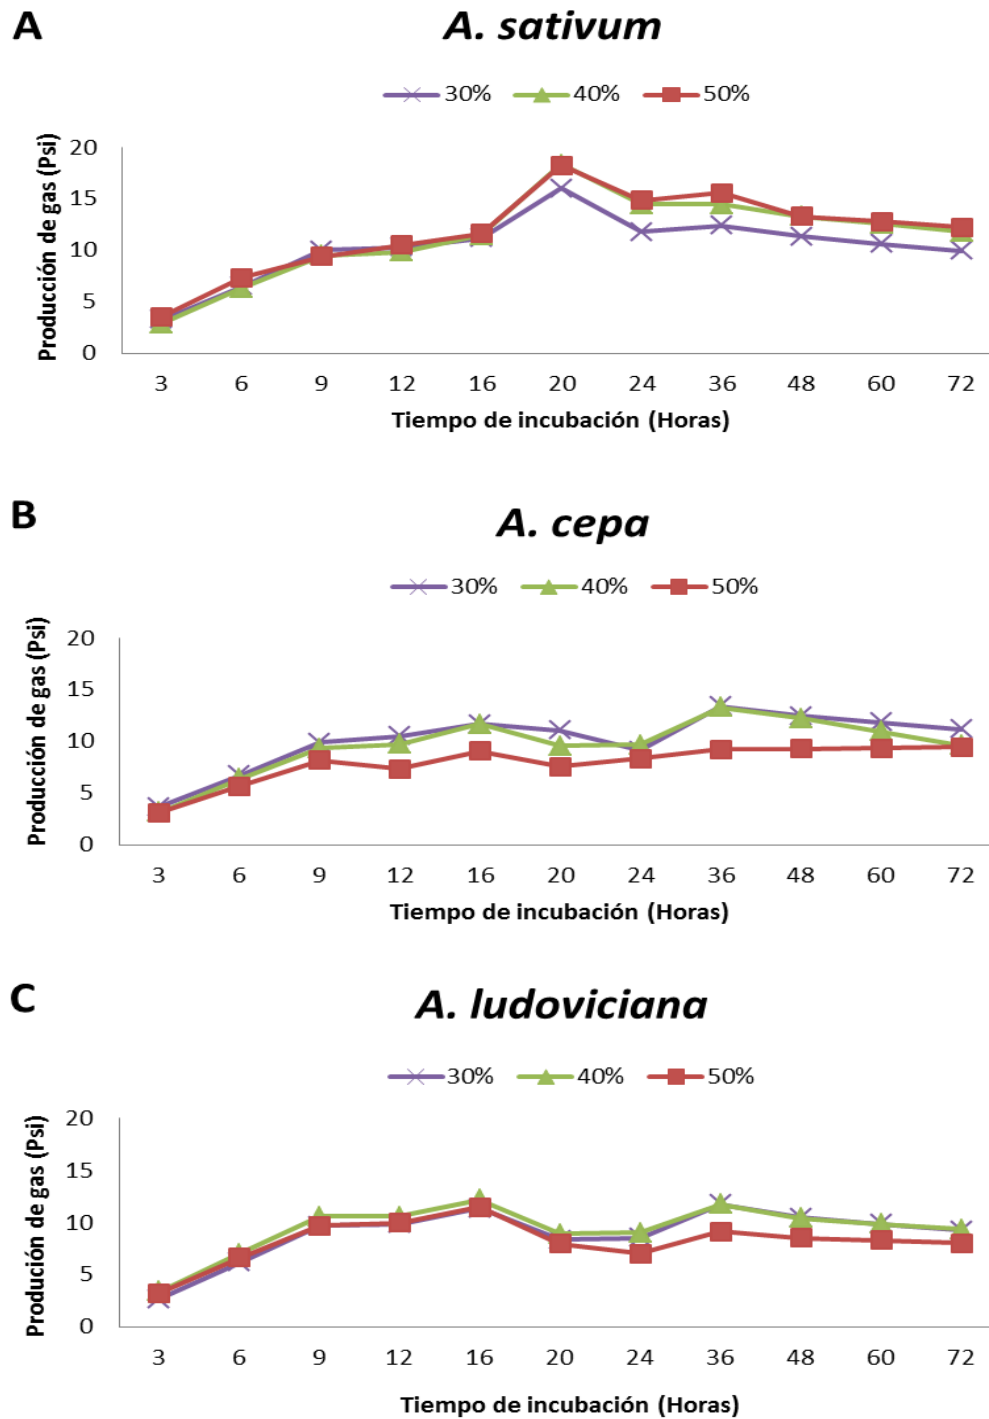 A
A. sativum
30% 40% 50%
Producción de gas (Psi)
20
15
10
5
0
3 6 9 12 16 20 24 36 48 60 72
Tiempo de incubación (Horas)
B
A. cepa
30% 40% 50%
Producción de gas (Psi)
20
15
10
5
0
3 6 9 12 16 20 24 36 48 60 72
Tiempo de incubación (Horas)
C
A. ludoviciana
30% 40% 50%
Produción de gas (Psi)
20
15
10
5
0
3 6 9 12 16 20 24 36 48 60 72
Tiempo de incubación (Horas)